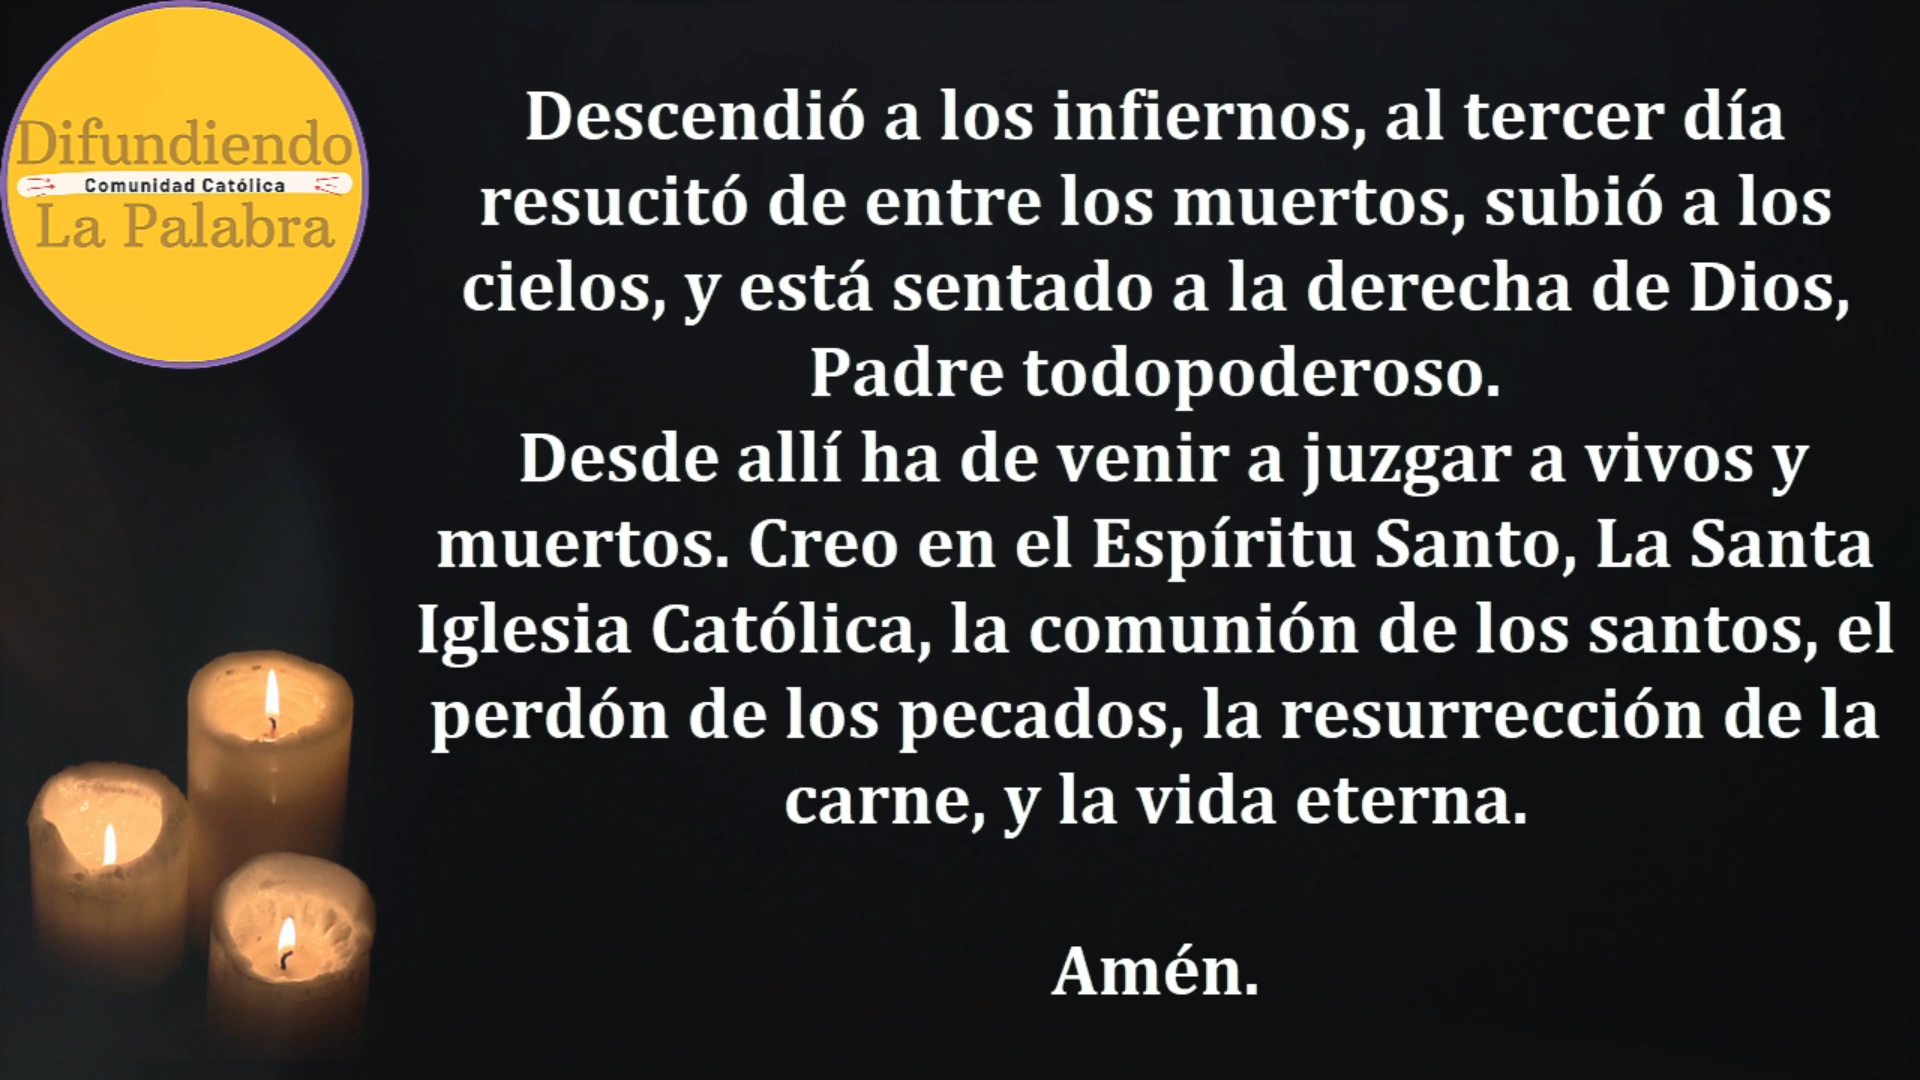 Difundiendo
Comunidad Católica
La Palabra
Descendió a los infiernos, al tercer día
resucitó de entre los muertos, subió a los
cielos, y está sentado a la derecha de Dios,
Padre todopoderoso.
Desde allí ha de venir a juzgar a vivos y
muertos. Creo en el Espíritu Santo, La Santa
Iglesia Católica, la comunión de los santos, el
perdón de los pecados, la resurrección de la
carne, y la vida eterna.
Amén.